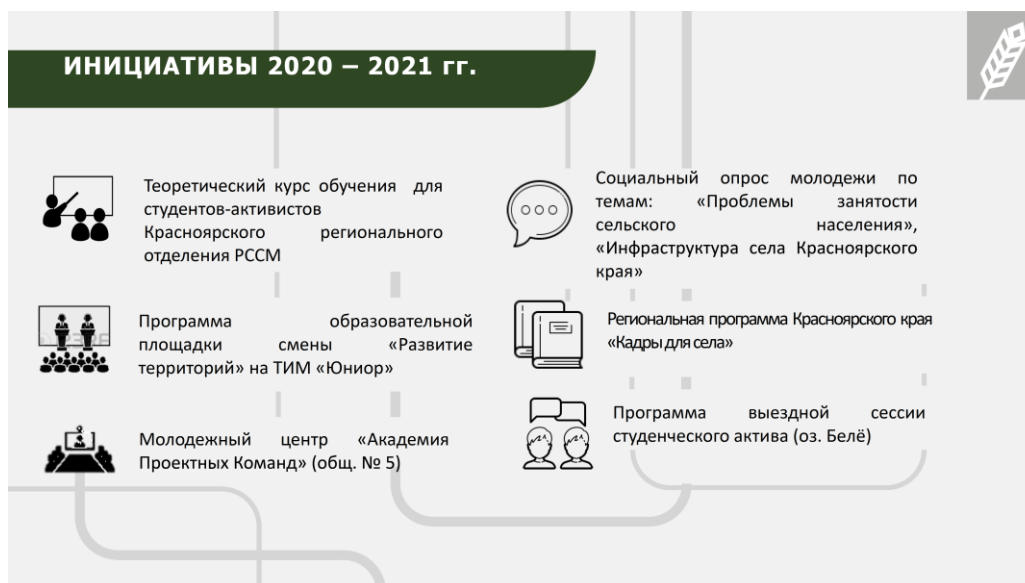 ИНИЦИАТИВЫ 2020 – 2021 гг.
Теоретический курс обучения для
студентов-активистов
Красноярского регионального
отделения РССМ
Программа образовательной
площадки смены «Развитие
территорий» на ТИМ «Юниор»
Молодежный центр «Академия
Проектных Команд» (общ. № 5)
Социальный опрос молодежи по
темам: «Проблемы занятости
сельского населения»,
«Инфраструктура села Красноярского
края»
Региональная программа Красноярского края
«Кадры для села»
Программа выездной сессии
студенческого актива (оз. Белё)